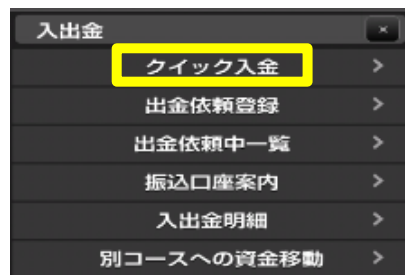 入出金
クイック入金
出金依頼登録
出金依頼中一覧
振込口座案内
入出金明細
別コースへの資金移動